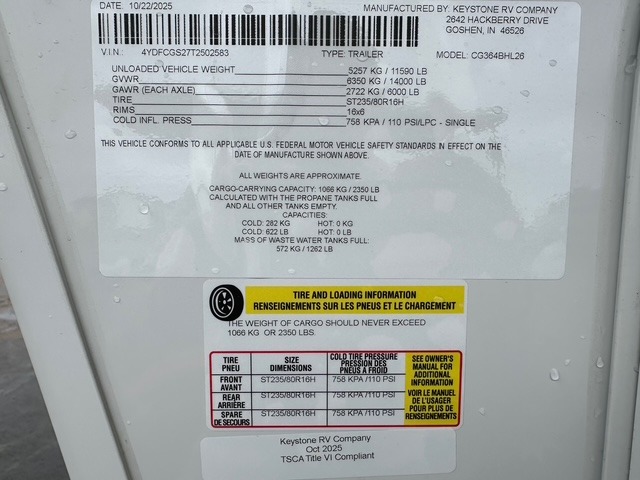 DATE: 10/22/2025
MANUFACTURED BY: KEYSTONE RV COMPANY
2642 HACKBERRY DRIVE
GOSHEN, IN 46526
V.I.N.: 4YDFCGS27T2502583 TYPE: TRAILER MODEL: CG364BHL26
UNLOADED VEHICLE WEIGHT 5257 KG / 11590 LB
GVWR 6350 KG / 14000 LB
GAWR (EACH AXLE) 2722 KG / 6000 LB
TIRE ST235/80R16H
RIMS 16x6
COLD INFL. PRESS 758 KPA / 110 PSI/LPC - SINGLE
THIS VEHICLE CONFORMS TO ALL APPLICABLE U.S. FEDERAL MOTOR VEHICLE SAFETY STANDARDS IN EFFECT ON THE
DATE OF MANUFACTURE SHOWN ABOVE.
ALL WEIGHTS ARE APPROXIMATE.
CARGO-CARRYING CAPACITY: 1066 KG / 2350 LB
CALCULATED WITH THE PROPANE TANKS FULL
AND ALL OTHER TANKS EMPTY.
CAPACITIES:
COLD: 282 KG HOT: 0 KG
COLD: 622 LB HOT: 0 LB
MASS OF WASTE WATER TANKS FULL:
572 KG / 1262 LB
TIRE AND LOADING INFORMATION
RENSEIGNEMENTS SUR LES PNEUS ET LE CHARGEMENT
THE WEIGHT OF CARGO SHOULD NEVER EXCEED
1066 KG OR 2350 LBS.
TIRE
PNEU
SIZE
DIMENSIONS
COLD TIRE PRESSURE
PRESSION DES
PNEUS A FROID
FRONT
AVANT
ST235/80R16H
758 KPA /110 PSI
REAR
ARRIÈRE
ST235/80R16H
758 KPA /110 PSI
SPARE
DE SECOURS
ST235/80R16H
758 KPA /110 PSI
SEE OWNER'S
MANUAL FOR
ADDITIONAL
INFORMATION
VOIR LE MANUEL
DE L'USAGER
POUR PLUS DE
RENSEIGNEMENTS
Keystone RV Company
Oct 2025
TSCA Title VI Compliant